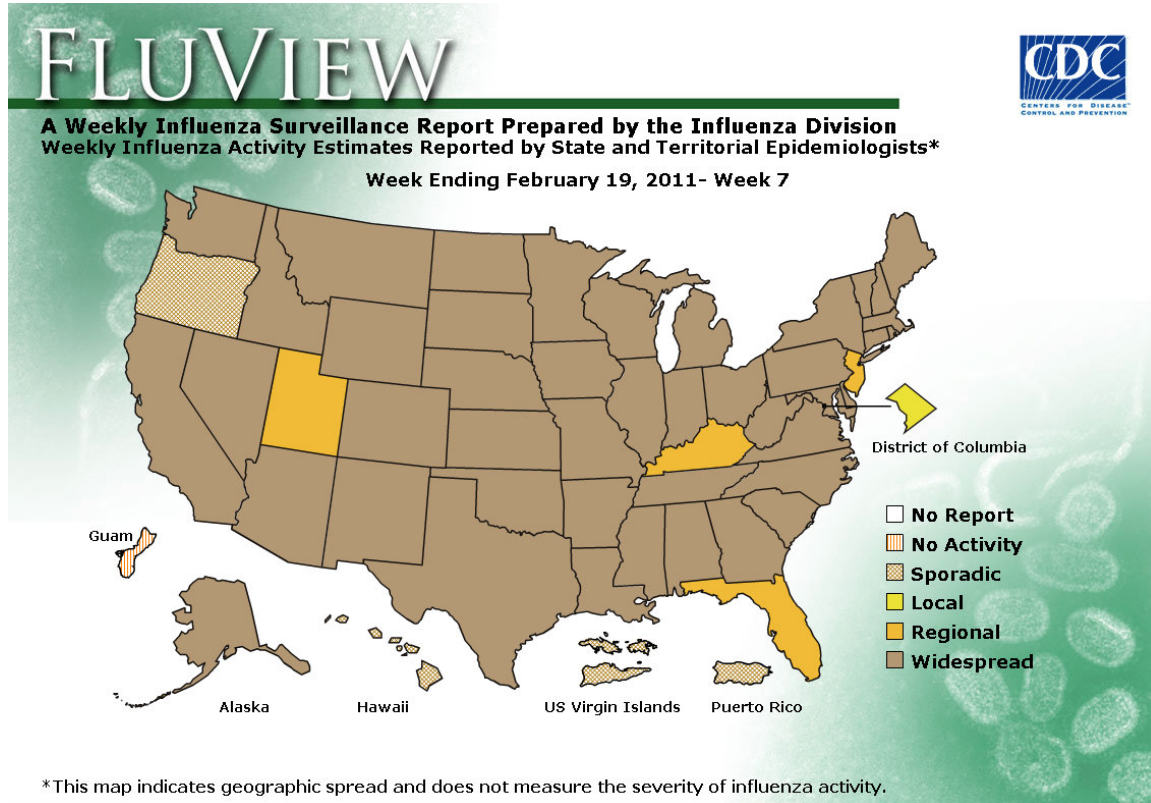 FLUVIEW
CDC
CENTERS FOR DISEASE™
CONTROL AND PREVENTION
A Weekly Influenza Surveillance Report Prepared by the Influenza Division
Weekly Influenza Activity Estimates Reported by State and Territorial Epidemiologists*
Week Ending February 19, 2011- Week 7
District of Columbia
Guam
No Report
No Activity
Sporadic
Local
Regional
Widespread
Alaska
Hawaii
US Virgin Islands
Puerto Rico
*This map indicates geographic spread and does not measure the severity of influenza activity.